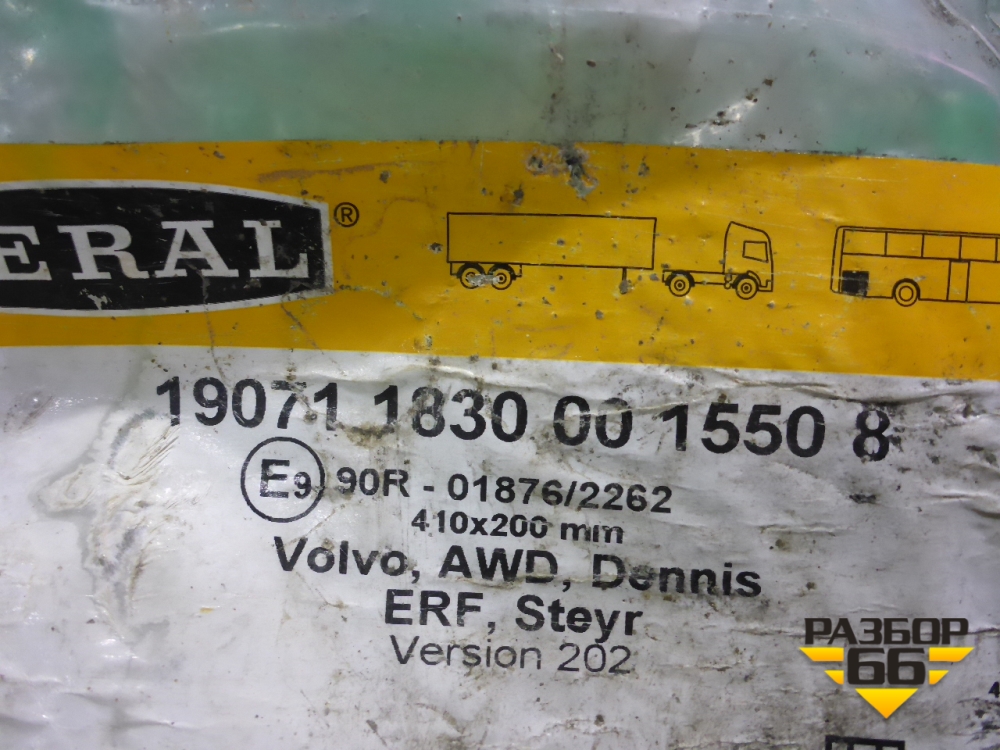 ERAL ®
19071 1830 00 1550 8
E9 90R - 01876/2262
410x200 mm
Volvo, AWD, Dennis
ERF, Steyr
Version 202
РАЗБОР
66